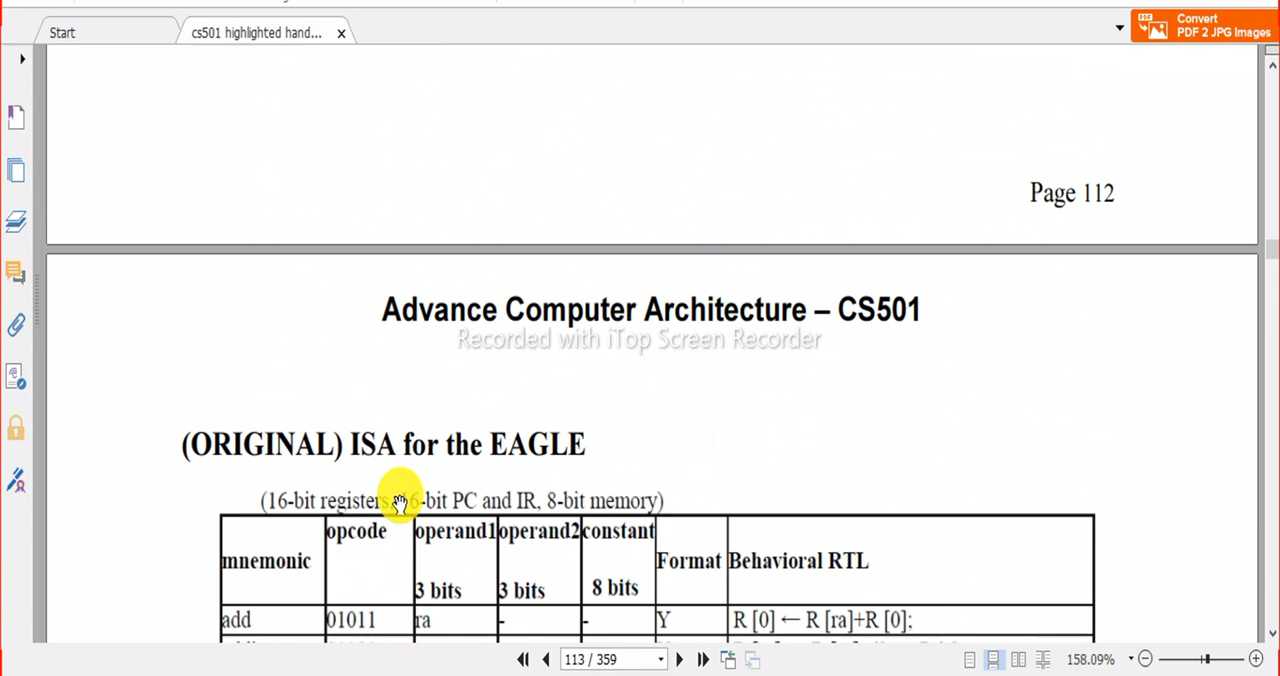 Start
cs501 highlighted hand...
x
Convert
PDF 2 JPG Images
Page 112
Advance Computer Architecture – CS501
Recorded with iTop Screen Recorder
(ORIGINAL) ISA for the EAGLE
(16-bit registers, 16-bit PC and IR, 8-bit memory)
mnemonic opcode operand1 3 bits operand2 3 bits constant 8 bits Format Behavioral RTL
add 01011 ra - - Y R [0] ← R [ra]+R [0];
113 / 359
158.09%